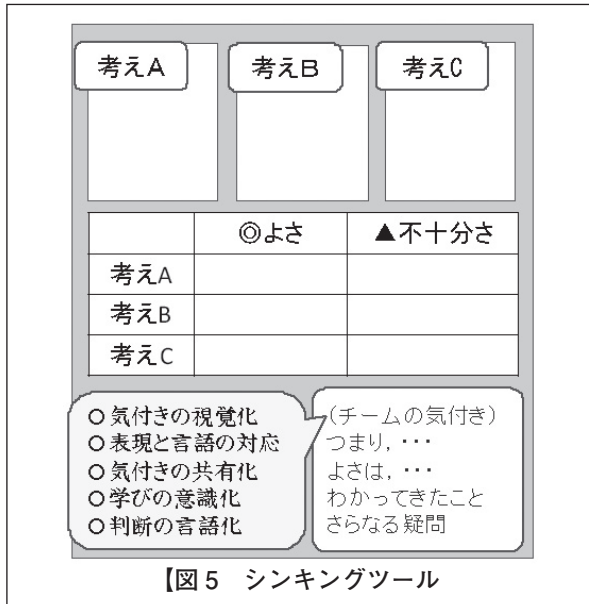 考えA
考えB
考えC
◎よさ ▲不十分さ
考えA
考えB
考えC
○気付きの視覚化
○表現と言語の対応
○気付きの共有化
○学びの意識化
○判断の言語化
(チームの気付き)
つまり，・・・
よさは，・・・
わかってきたこと
さらなる疑問
【図5 シンキングツール